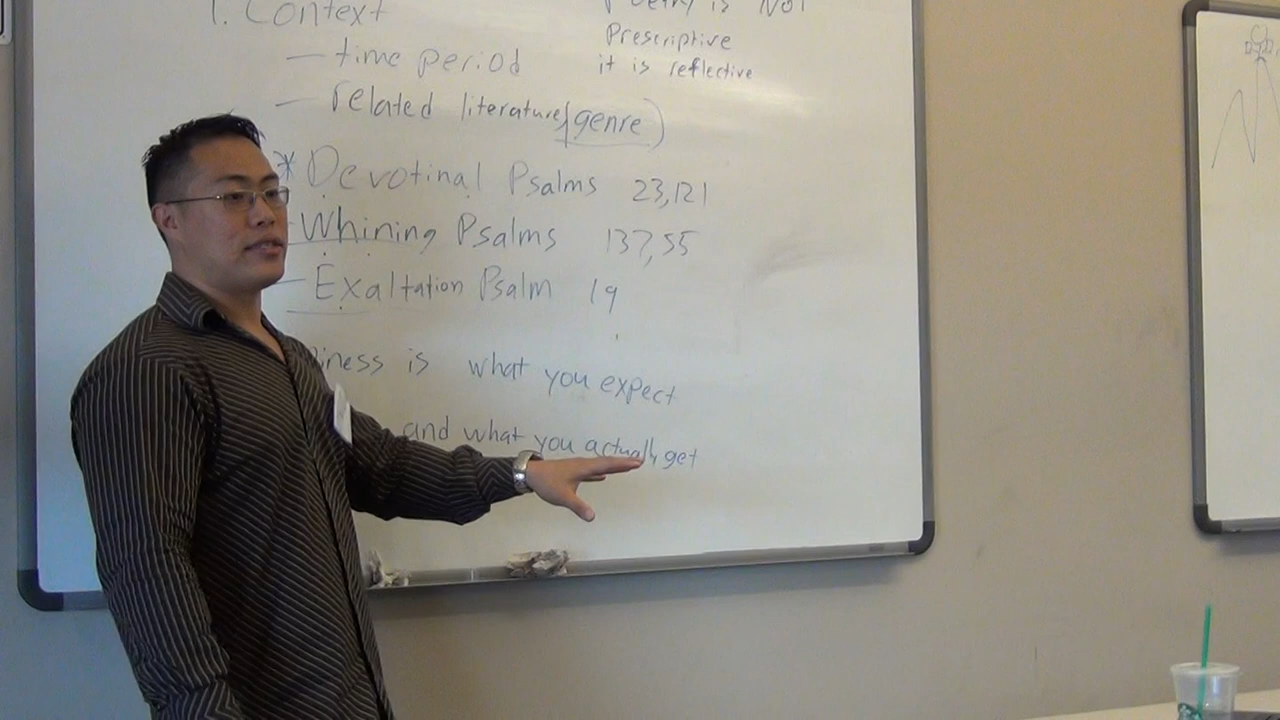 1. Context
Poetry is Not
Prescriptive
it is reflective
— time period
— related literature (genre)
* Devotinal Psalms 23,121
- Whining Psalms 137,55
- Exaltation Psalm 19
is what you expect
and what you actually get